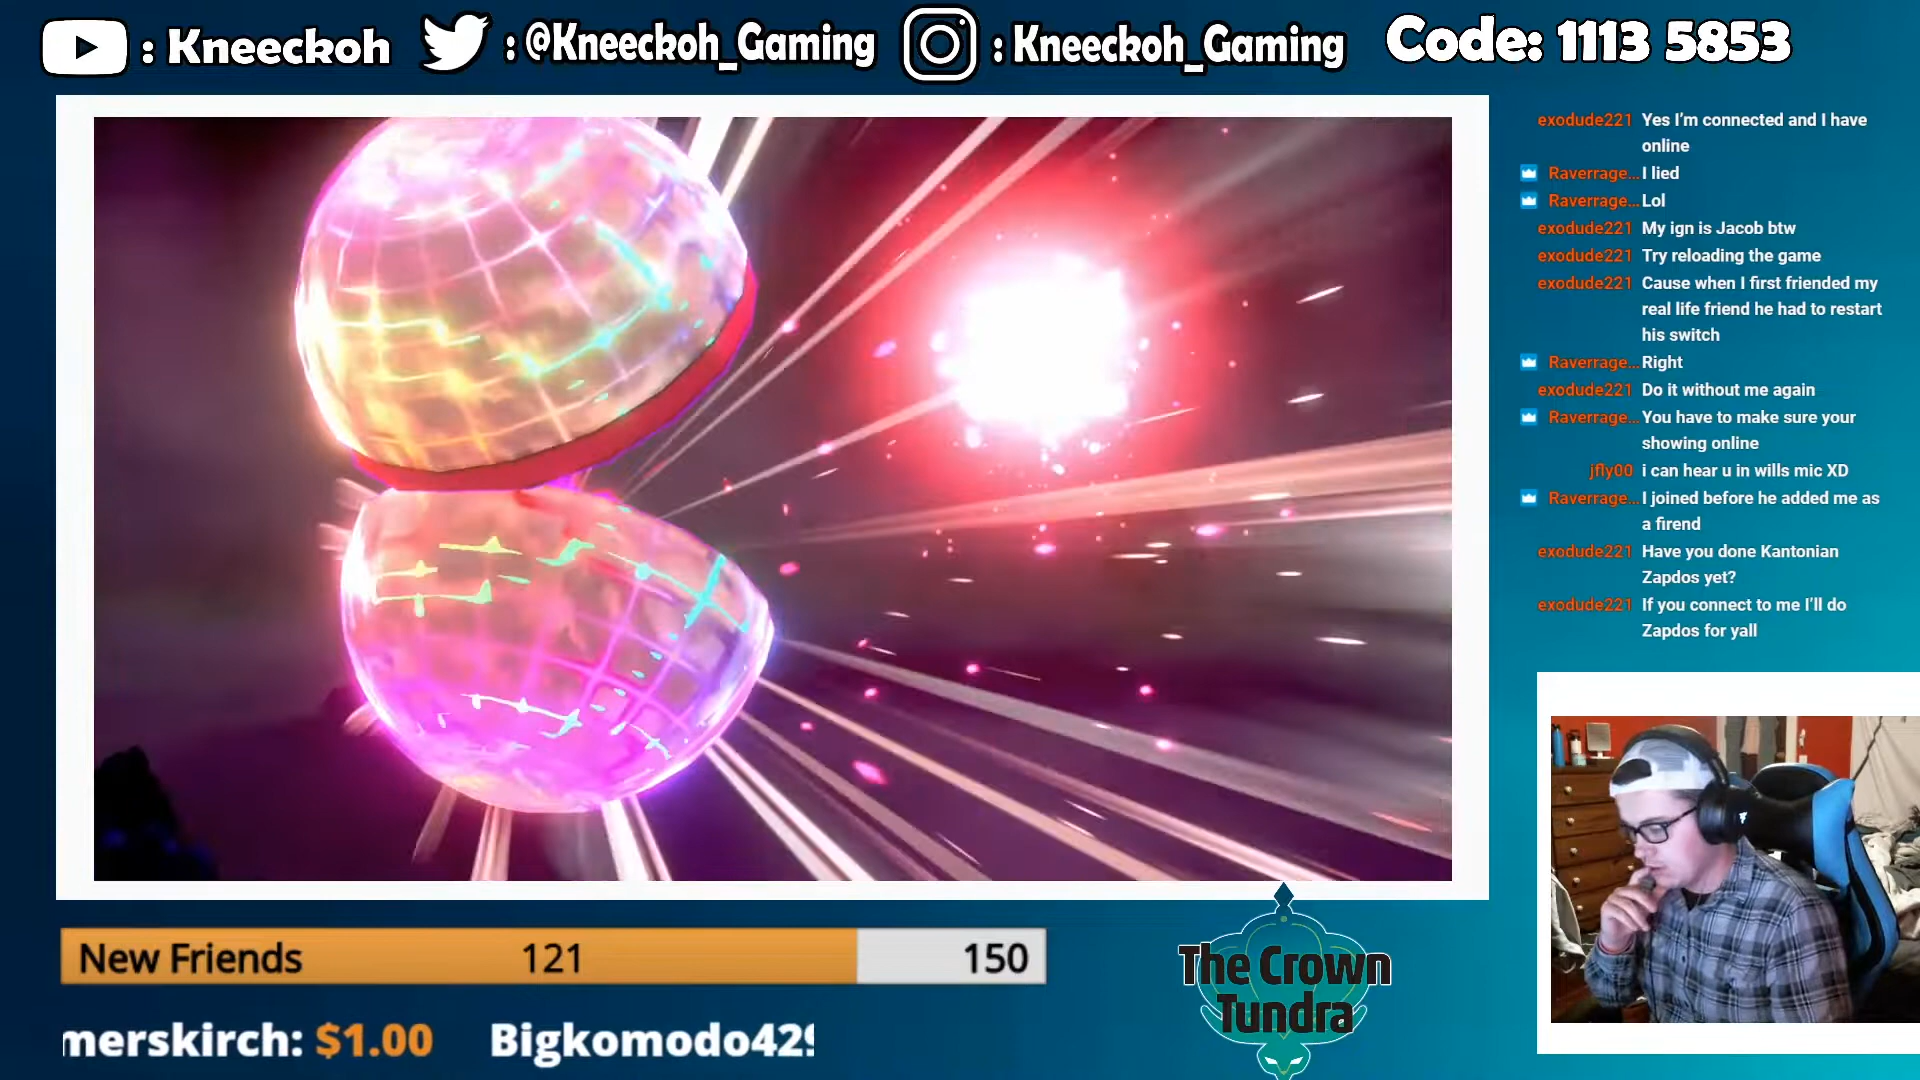 : Kneeckoh : @Kneeckoh_Gaming : Kneeckoh_Gaming Code: 1113 5853
exodude221 Yes I’m connected and I have
online
Raverrage... I lied
Raverrage... Lol
exodude221 My ign is Jacob btw
exodude221 Try reloading the game
exodude221 Cause when I first friended my
real life friend he had to restart
his switch
Raverrage... Right
exodude221 Do it without me again
Raverrage... You have to make sure your
showing online
jfly00 i can hear u in wills mic XD
Raverrage... I joined before he added me as
a firend
exodude221 Have you done Kantonian
Zapdos yet?
exodude221 If you connect to me I’ll do
Zapdos for yall
New Friends 121 150
The Crown
Tundra
merskirch: $1.00 Bigkomodo429